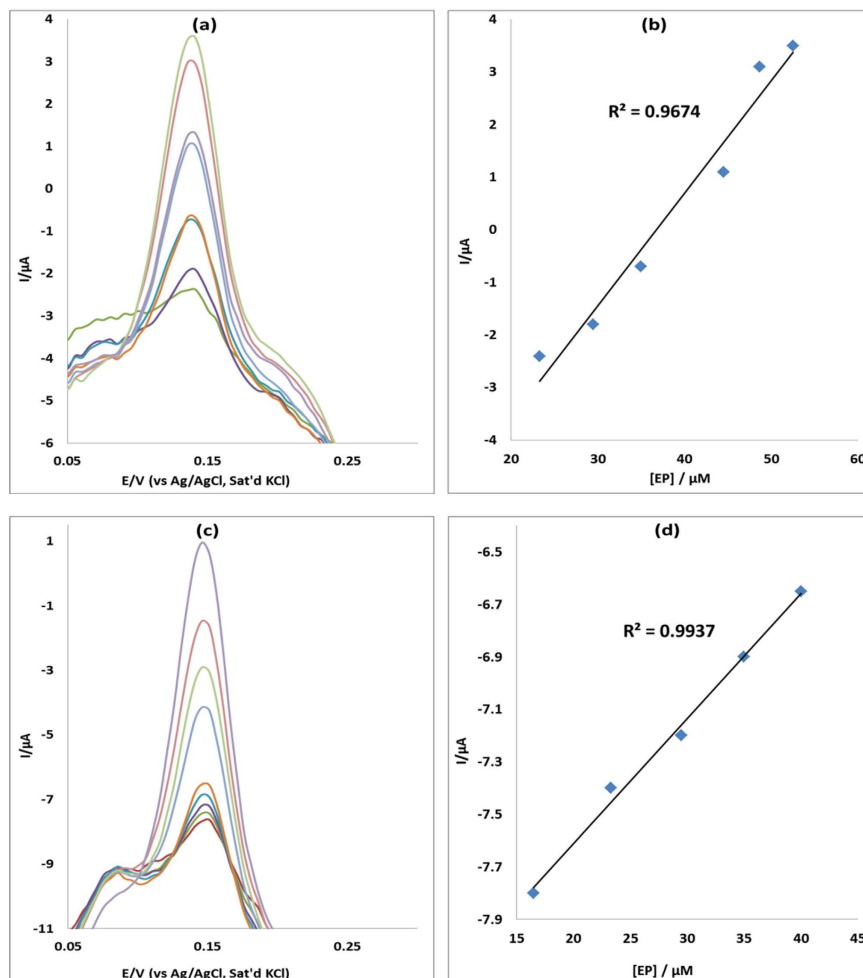 (a)
4
3
2
1
0
-1
-2
-3
-4
-5
-6
I/µA
0.05 0.15 0.25
E/V (vs Ag/AgCl, Sat'd KCl)
(b)
4
3
2
1
0
-1
-2
-3
-4
I/µA
R² = 0.9674
20 30 40 50 60
[EP] / µM
(c)
1
-1
-3
-5
-7
-9
-11
I/µA
0.05 0.15 0.25
E/V (vs Ag/AgCl, Sat'd KCl)
(d)
-6.5
-6.7
-6.9
-7.1
-7.3
-7.5
-7.7
-7.9
I/µA
R² = 0.9937
15 20 25 30 35 40 45
[EP] / µM